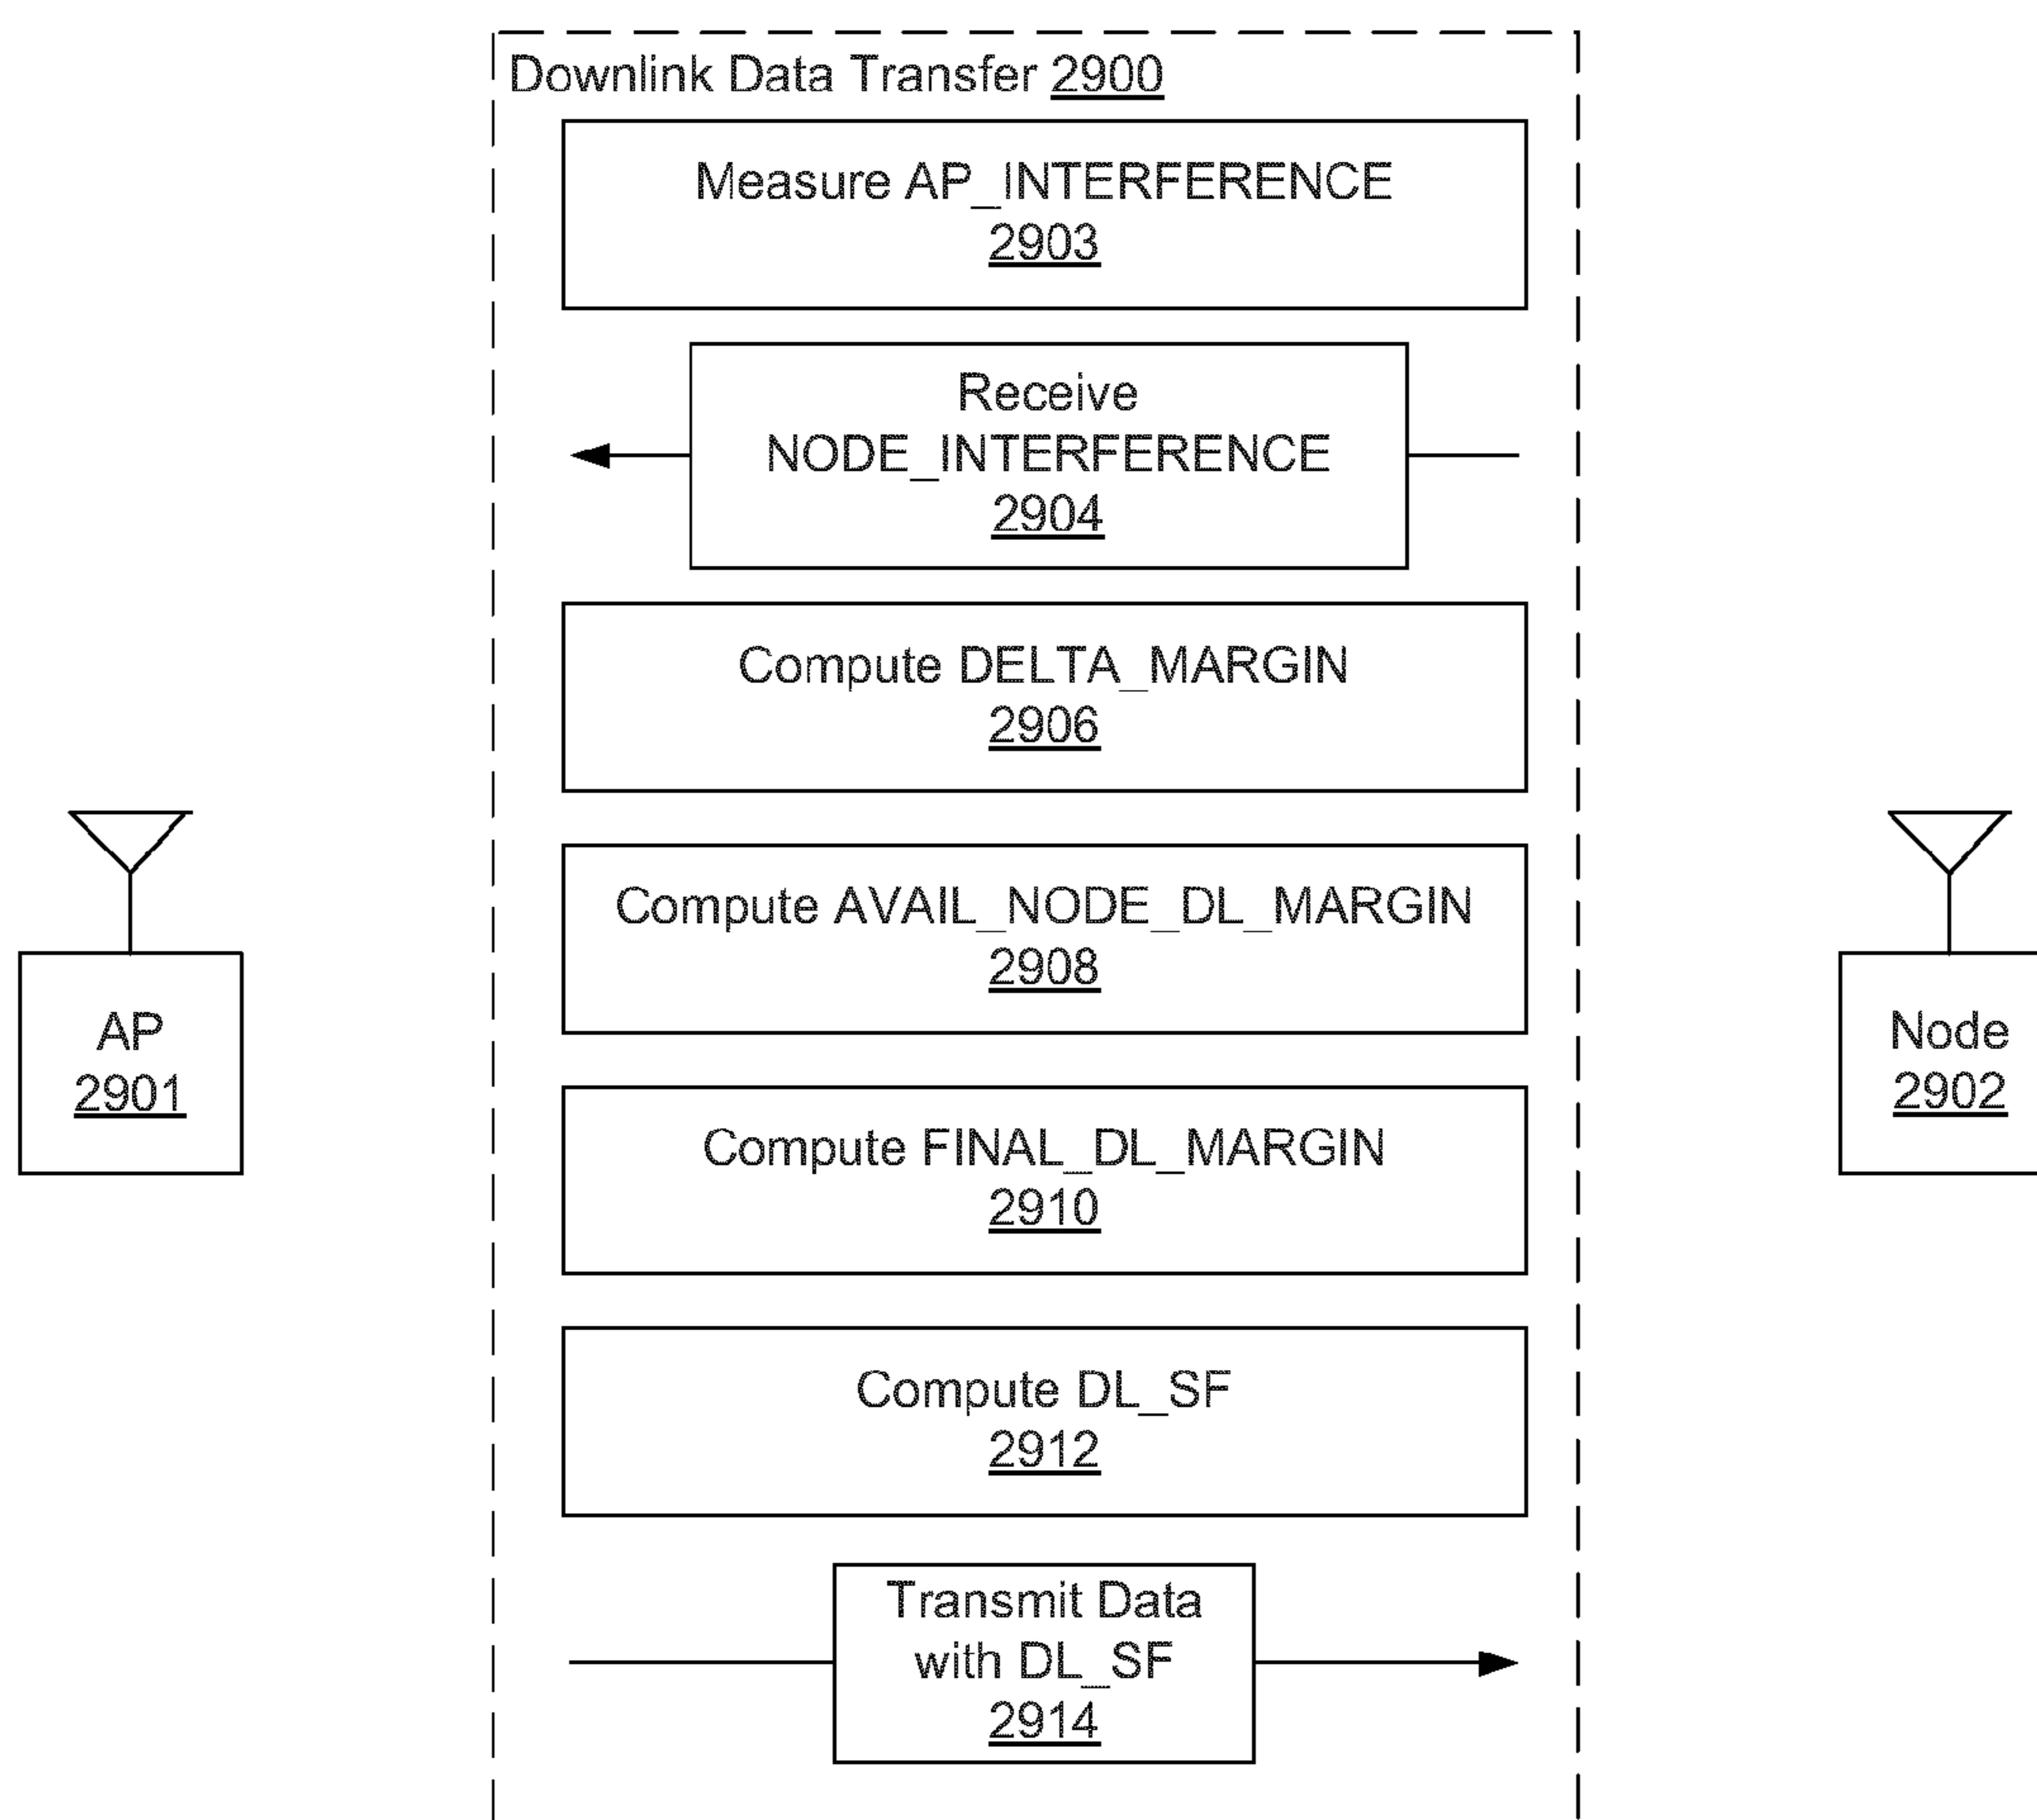 Downlink Data Transfer 2900
Measure AP_INTERFERENCE
2903
Receive
NODE_INTERFERENCE
2904
Compute DELTA_MARGIN
2906
Compute AVAIL_NODE_DL_MARGIN
2908
AP
2901
Node
2902
Compute FINAL_DL_MARGIN
2910
Compute DL_SF
2912
Transmit Data
with DL_SF
2914